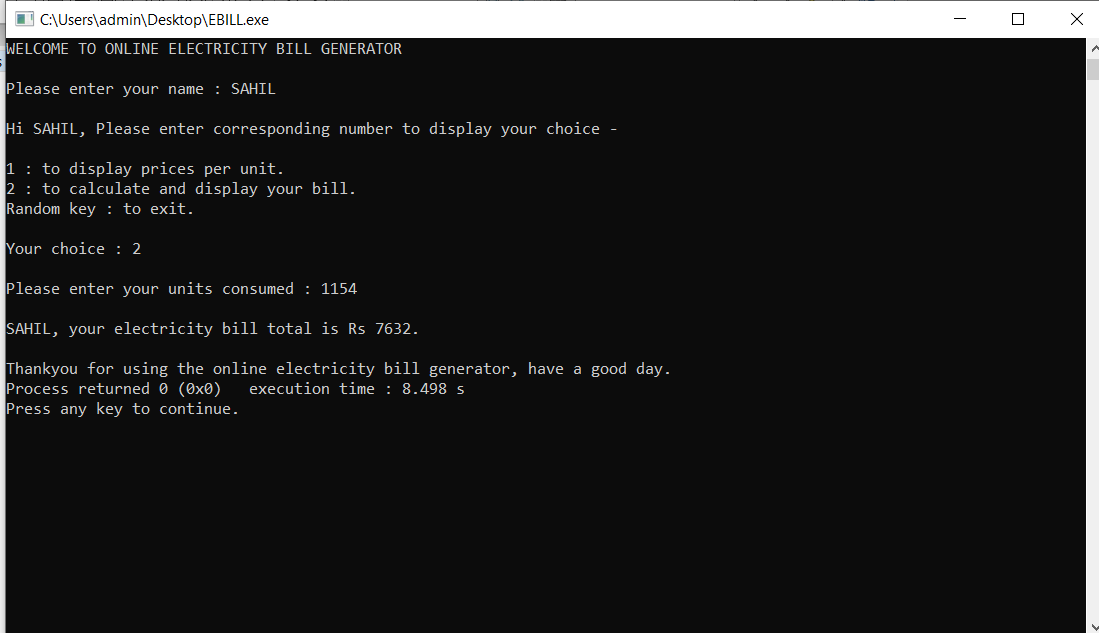 C:\Users\admin\Desktop\EBILL.exe
WELCOME TO ONLINE ELECTRICITY BILL GENERATOR
Please enter your name : SAHIL
Hi SAHIL, Please enter corresponding number to display your choice -
1 : to display prices per unit.
2 : to calculate and display your bill.
Random key : to exit.
Your choice : 2
Please enter your units consumed : 1154
SAHIL, your electricity bill total is Rs 7632.
Thankyou for using the online electricity bill generator, have a good day.
Process returned 0 (0x0)   execution time : 8.498 s
Press any key to continue.